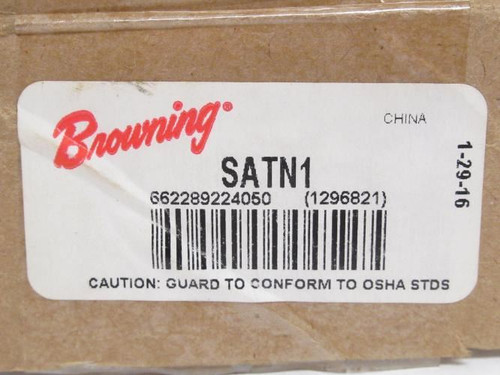 Browning®
CHINA
SATN1
662289224050 (1296821)
CAUTION: GUARD TO CONFORM TO OSHA STDS
1-29-16